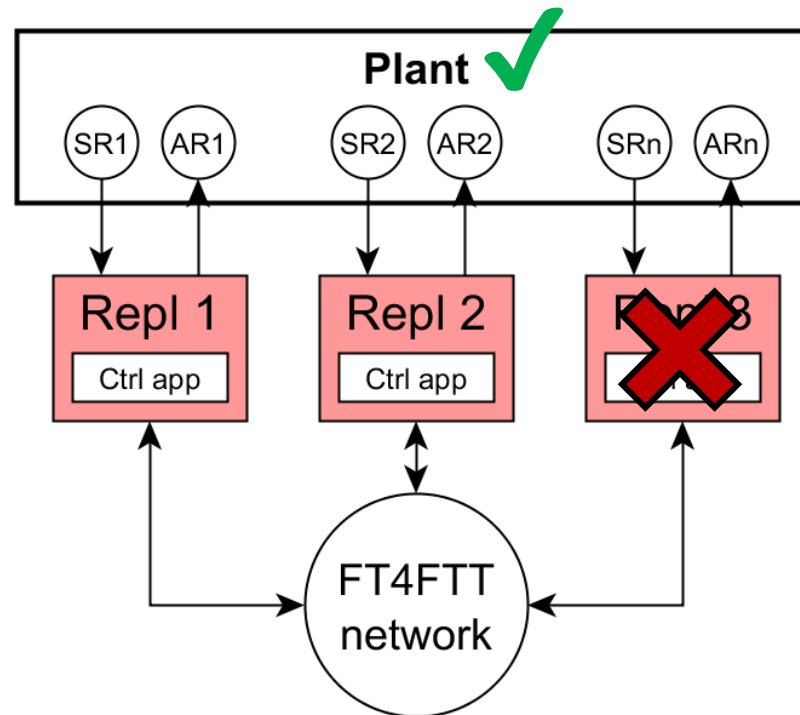 Plant
SR1 AR1 SR2 AR2 SRn ARn
Repl 1 Repl 2
Ctrl app Ctrl app
FT4FTT
network